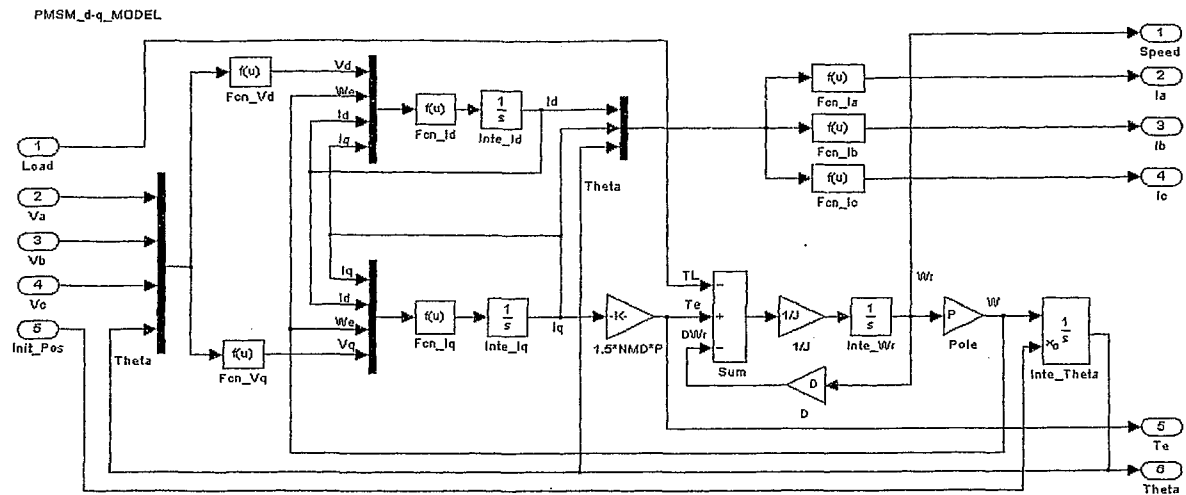 PMSM_d-q_MODEL
1
Speed
f(u)
Fcn_Vd
Vd
We
Id
Iq
f(u)
Fcn_Id
1
s
Inte_Id
Id
Theta
f(u)
Fcn_Ia
2
Ia
f(u)
Fcn_Ib
3
Ib
f(u)
Fcn_Ic
4
Ic
1
Load
2
Va
3
Vb
4
Vc
5
Init_Pos
Theta
f(u)
Fcn_Vq
Iq
Id
We
Vq
f(u)
Fcn_Iq
1
s
Inte_Iq
Iq
-K-
1.5*NMD*P
TL
Te
DWr
Sum
1/J
1/J
1
s
Inte_Wr
Wr
P
Pole
W
1
s
xo
Inte_Theta
D
D
5
Te
6
Theta